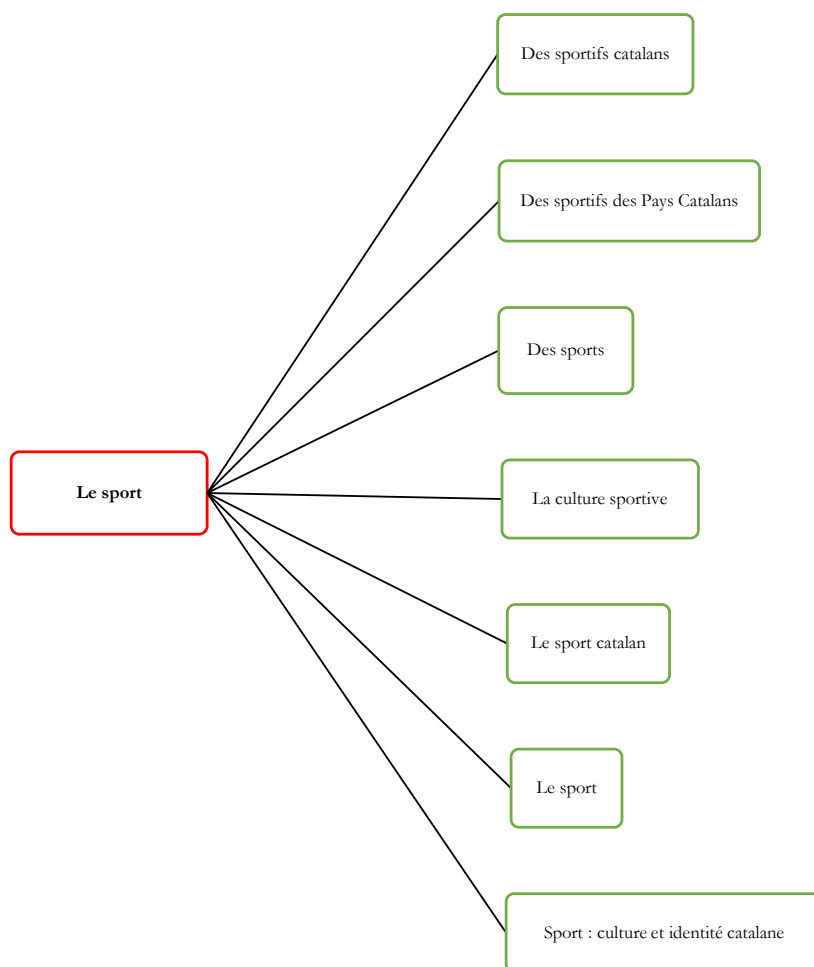 Des sportifs catalans
Des sportifs des Pays Catalans
Des sports
Le sport
La culture sportive
Le sport catalan
Le sport
Sport : culture et identité catalane